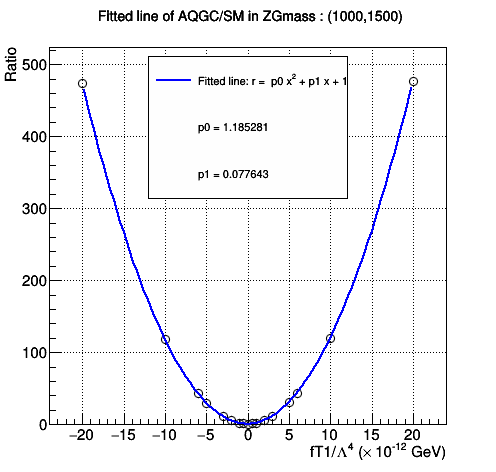 FItted line of AQGC/SM in ZGmass : (1000,1500)
Ratio
500
400
300
200
100
0
Fitted line: r = p0 x² + p1 x + 1
p0 = 1.185281
p1 = 0.077643
−20 −15 −10 −5 0 5 10 15 20
fT1/Λ⁴ (× 10⁻¹² GeV)